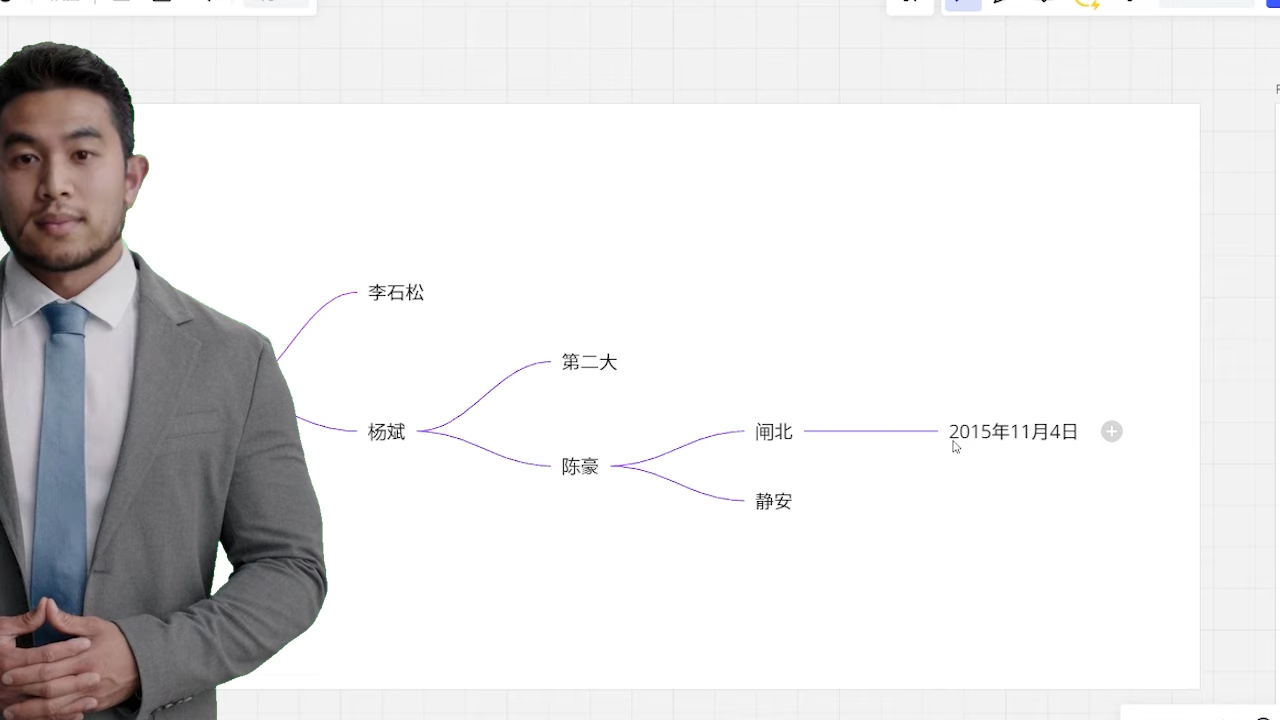 李石松
第二大
杨斌
闸北
2015年11月4日
陈豪
静安